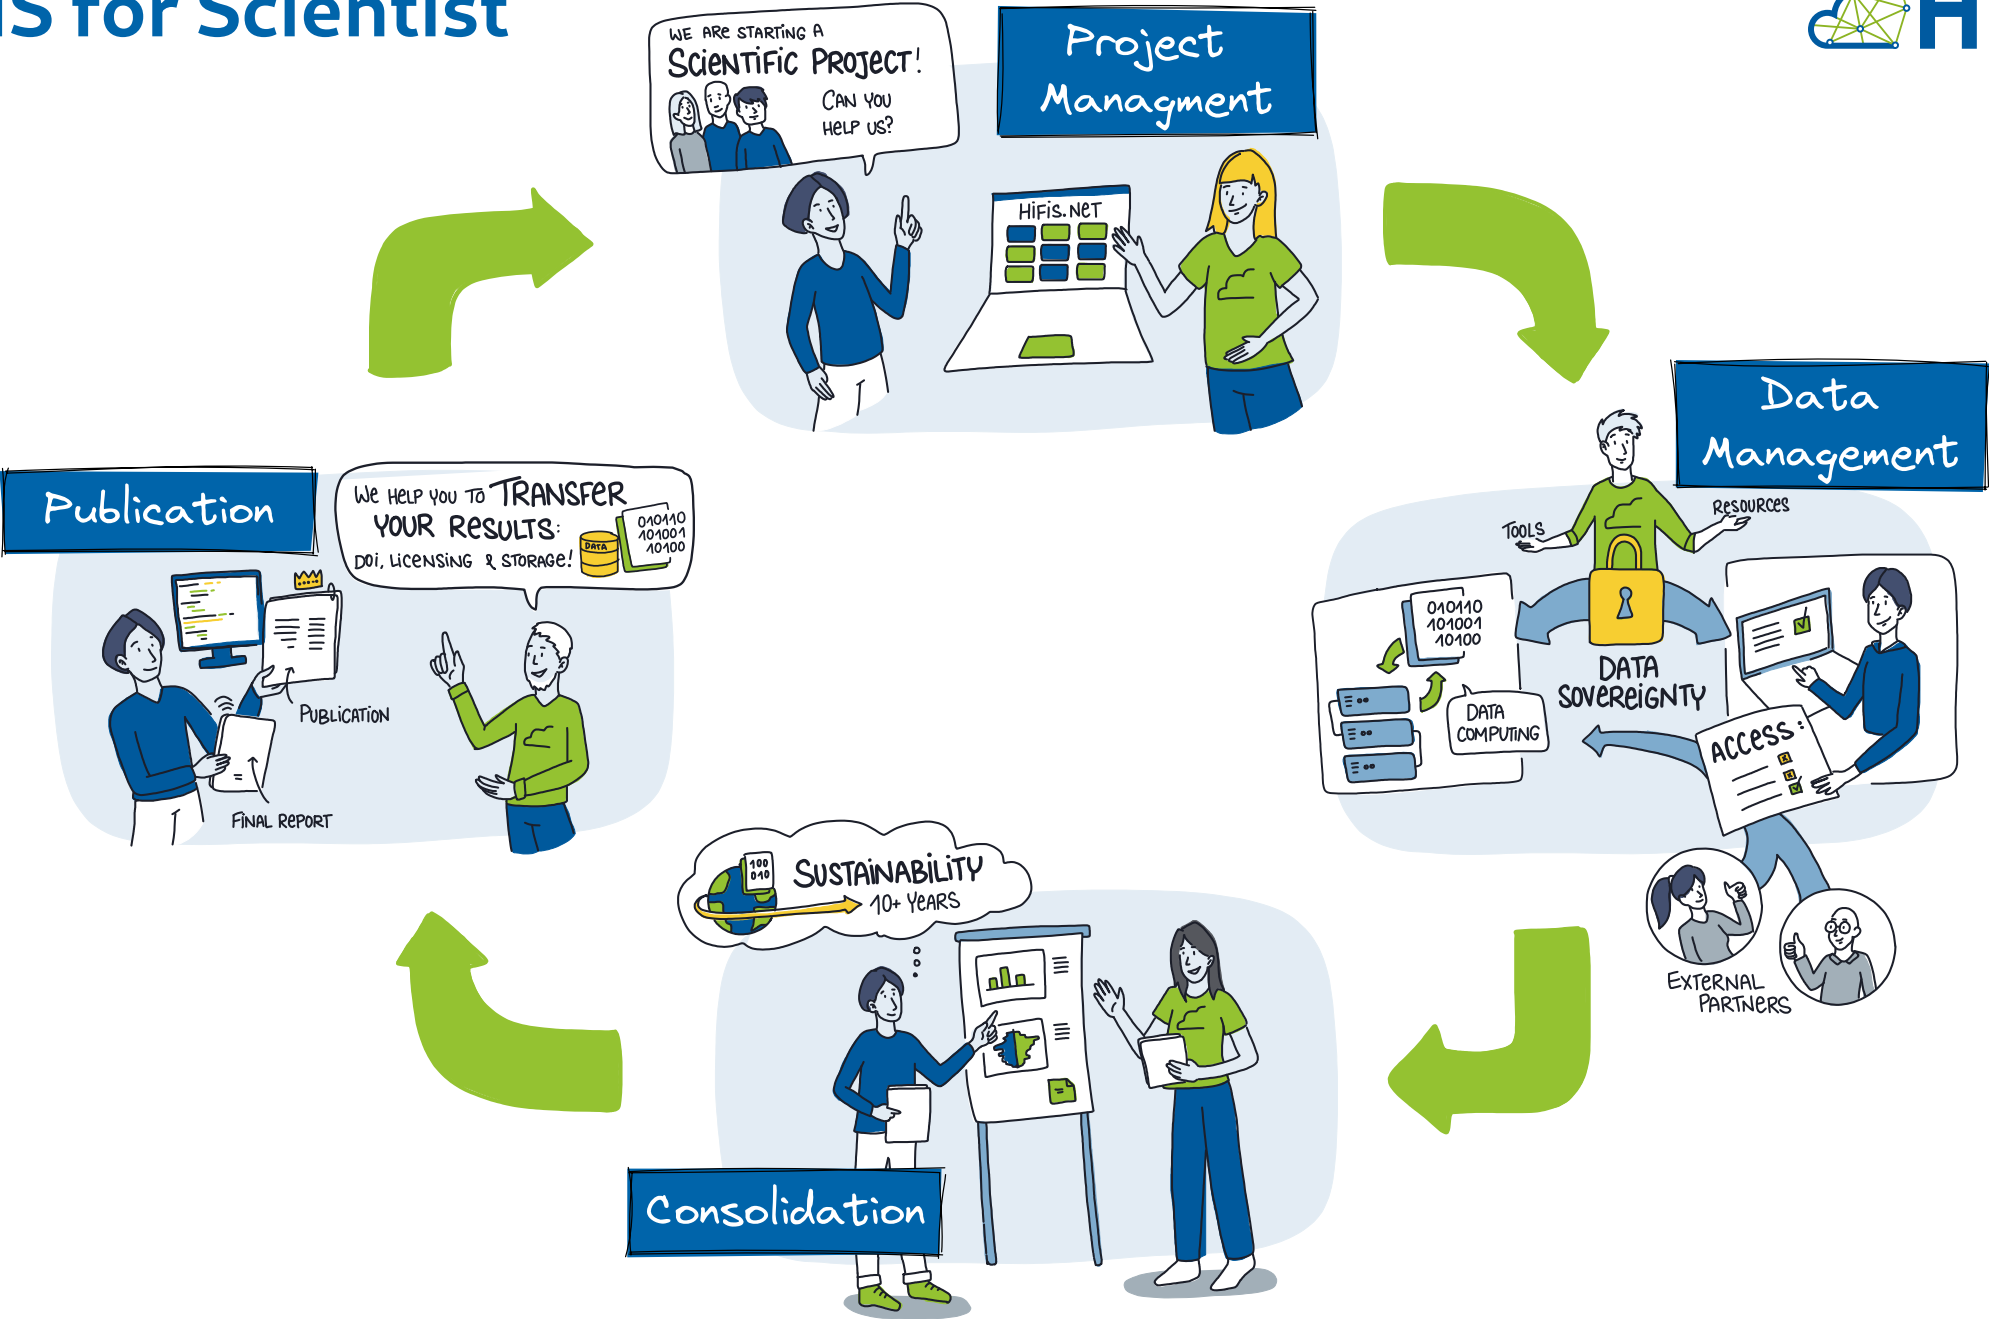 IS for Scientist
H
WE ARE STARTING A
SCIENTIFIC PROJECT!
CAN YOU
HELP US?
Project
Managment
HIFIS.NET
Data
Management
TOOLS
RESOURCES
010110
101001
10100
DATA
COMPUTING
DATA
SOVEREIGNTY
ACCESS:
EXTERNAL
PARTNERS
SUSTAINABILITY
10+ YEARS
100
010
Consolidation
Publication
WE HELP YOU TO TRANSFER
YOUR RESULTS:
DOI, LICENSING & STORAGE!
DATA
010110
101001
10100
PUBLICATION
FINAL REPORT